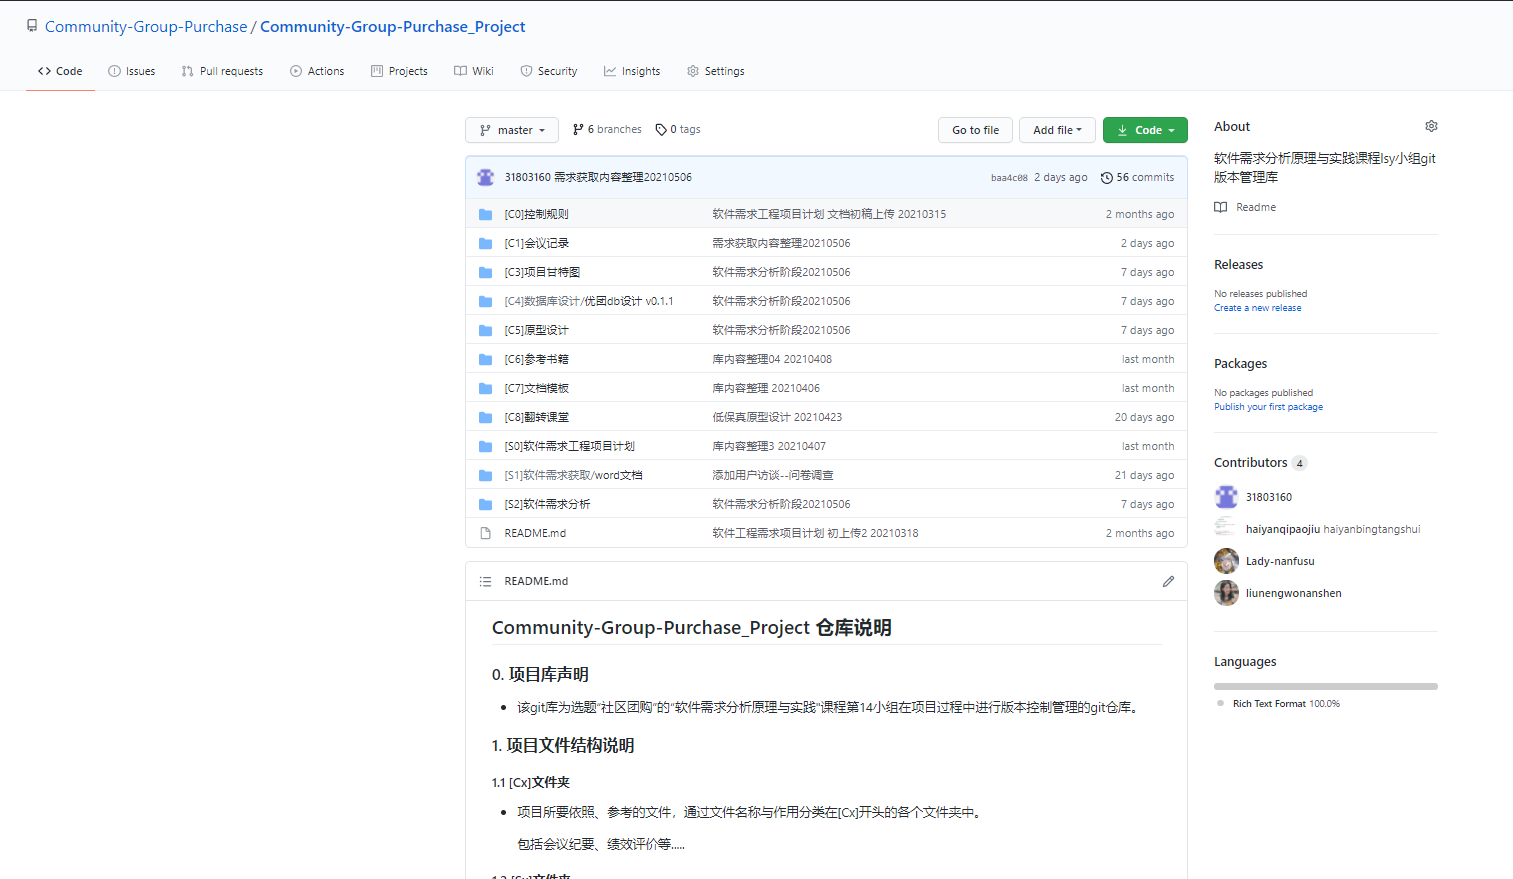 Community-Group-Purchase / Community-Group-Purchase_Project
Code Issues Pull requests Actions Projects Wiki Security Insights Settings
master 6 branches 0 tags Go to file Add file Code
31803160 需求获取内容整理20210506 baa4c08 2 days ago 56 commits
[C0]控制规则 软件需求工程项目计划 文档初稿上传 20210315 2 months ago
[C1]会议记录 需求获取内容整理20210506 2 days ago
[C3]项目甘特图 软件需求分析阶段20210506 7 days ago
[C4]数据库设计/优团db设计 v0.1.1 软件需求分析阶段20210506 7 days ago
[C5]原型设计 软件需求分析阶段20210506 7 days ago
[C6]参考书籍 库内容整理04 20210408 last month
[C7]文档模板 库内容整理 20210406 last month
[C8]翻转课堂 低保真原型设计 20210423 20 days ago
[S0]软件需求工程项目计划 库内容整理3 20210407 last month
[S1]软件需求获取/word文档 添加用户访谈--问卷调查 21 days ago
[S2]软件需求分析 软件需求分析阶段20210506 7 days ago
README.md 软件工程需求项目计划 初上传2 20210318 2 months ago
README.md
Community-Group-Purchase_Project 仓库说明
0. 项目库声明
该git库为选题“社区团购”的“软件需求分析原理与实践”课程第14小组在项目过程中进行版本控制管理的git仓库。
1. 项目文件结构说明
1.1 [Cx]文件夹
项目所要依照、参考的文件，通过文件名称与作用分类在[Cx]开头的各个文件夹中。
包括会议纪要、绩效评价等.....
1.2 [Sx]文件夹
About
软件需求分析原理与实践课程lsy小组git
版本管理库
Readme
Releases
No releases published
Create a new release
Packages
No packages published
Publish your first package
Contributors 4
31803160
haiyanqipaojiu haiyanbingtangshui
Lady-nanfusu
liunengwonanshen
Languages
Rich Text Format 100.0%